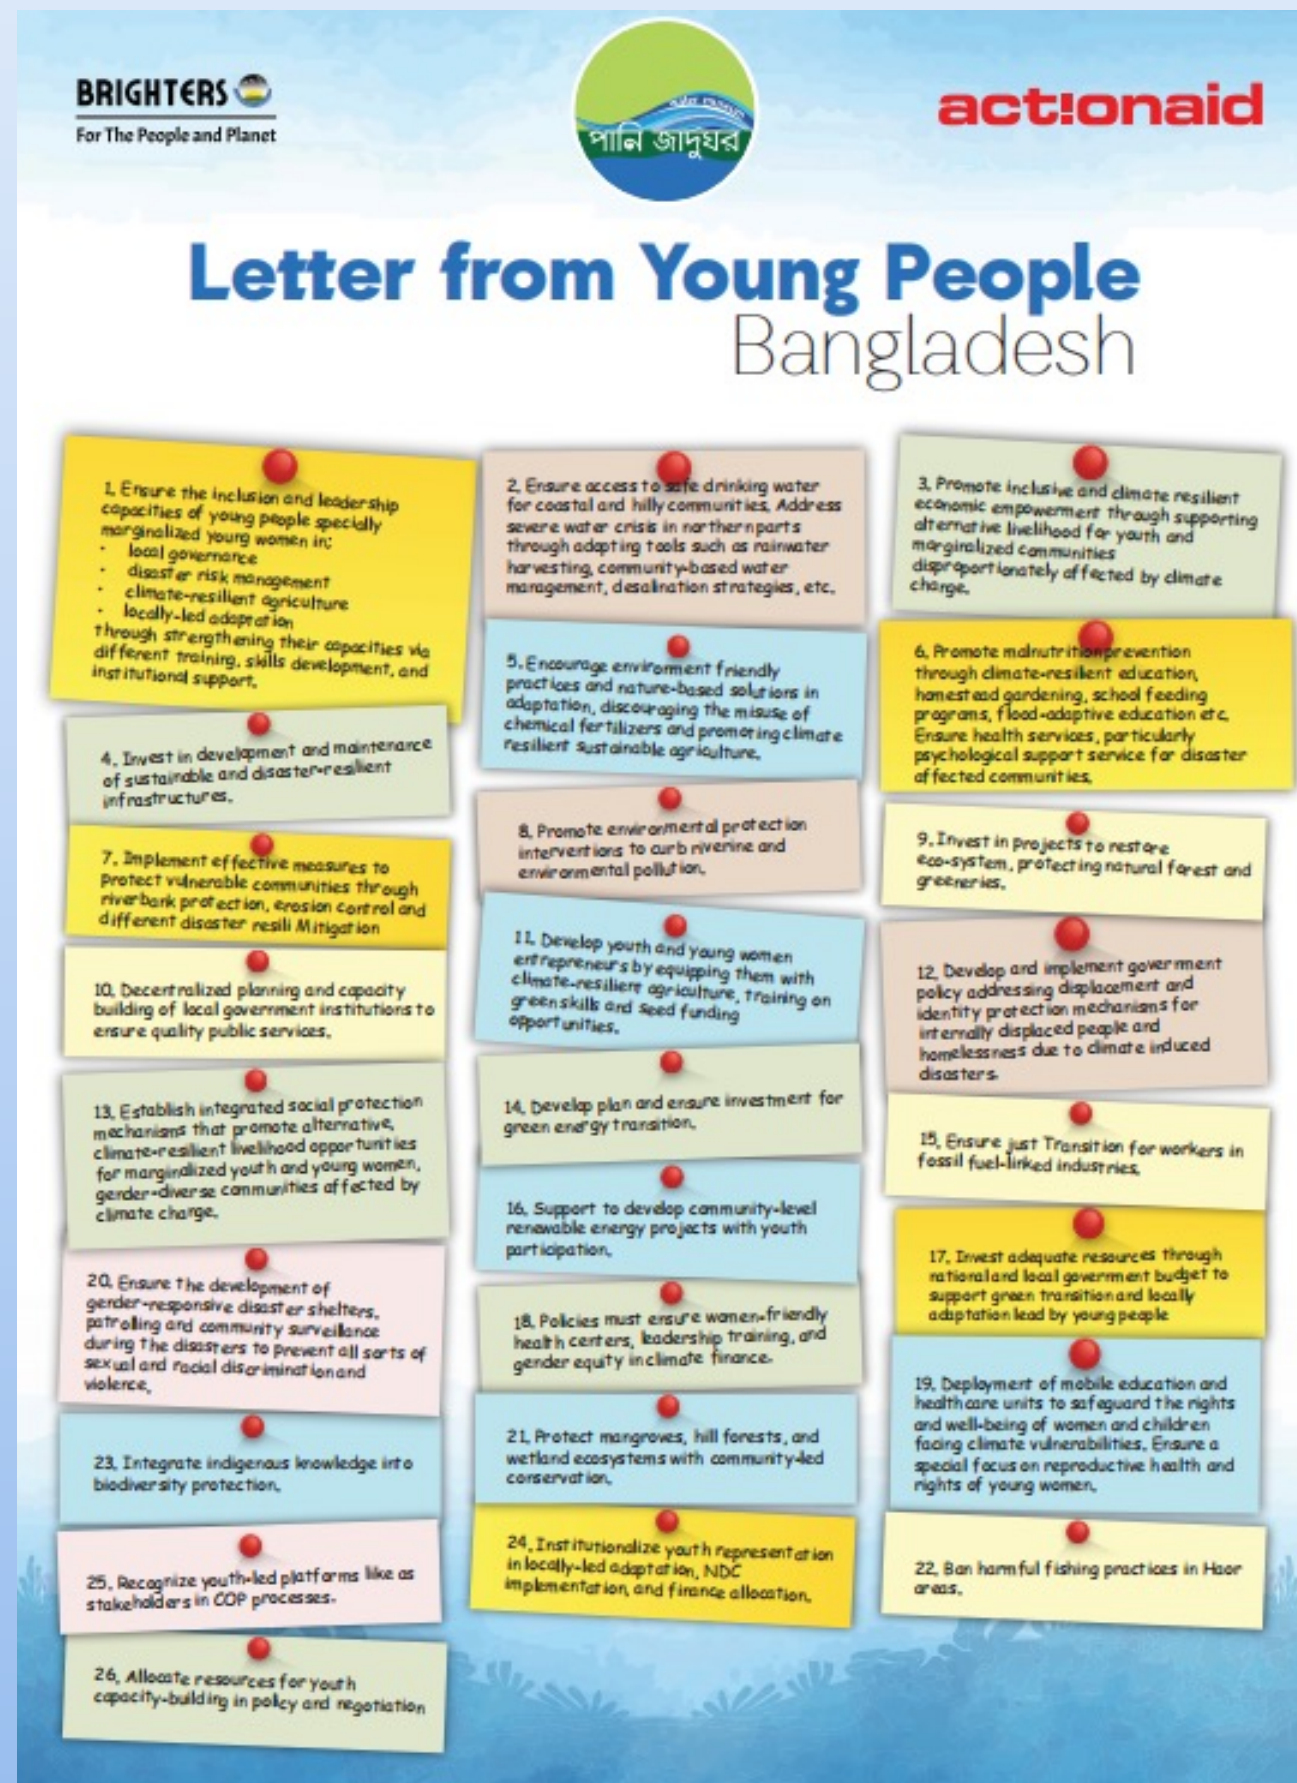 BRIGHTERS
For The People and Planet
পানি জাদুঘর
act!onaid
Letter from Young People
Bangladesh
1. Ensure the inclusion and leadership
capacities of young people specially
marginalized young women in:
· local governance
· disaster risk management
· climate-resilient agriculture
· locally-led adaptation
through strengthening their capacities via
different training, skills development, and
institutional support.
2. Ensure access to safe drinking water
for coastal and hilly communities. Address
severe water crisis in northern parts
through adapting tools such as rainwater
harvesting, community-based water
management, desalination strategies, etc.
3. Promote inclusive and climate resilient
economic empowerment through supporting
alternative livelihood for youth and
marginalized communities
disproportionately affected by climate
change.
4. Invest in development and maintenance
of sustainable and disaster-resilient
infrastructures.
5. Encourage environment friendly
practices and nature-based solutions in
adaptation, discouraging the misuse of
chemical fertilizers and promoting climate
resilient sustainable agriculture.
6. Promote malnutrition prevention
through climate-resilient education,
homestead gardening, school feeding
programs, flood-adaptive education etc.
Ensure health services, particularly
psychological support service for disaster
affected communities.
7. Implement effective measures to
protect vulnerable communities through
riverbank protection, erosion control and
different disaster resili Mitigation
8. Promote environmental protection
interventions to curb riverine and
environmental pollution.
9. Invest in projects to restore
eco-system, protecting natural forest and
greeneries.
10. Decentralized planning and capacity
building of local government institutions to
ensure quality public services.
11. Develop youth and young women
entrepreneurs by equipping them with
climate-resilient agriculture, training on
green skills and seed funding
opportunities.
12. Develop and implement government
policy addressing displacement and
identity protection mechanisms for
internally displaced people and
homelessness due to climate induced
disasters.
13. Establish integrated social protection
mechanisms that promote alternative,
climate-resilient livelihood opportunities
for marginalized youth and young women,
gender-diverse communities affected by
climate change.
14. Develop plan and ensure investment for
green energy transition.
15. Ensure just Transition for workers in
fossil fuel-linked industries.
16. Support to develop community-level
renewable energy projects with youth
participation.
17. Invest adequate resources through
national and local government budget to
support green transition and locally
adaptation lead by young people
20. Ensure the development of
gender-responsive disaster shelters,
patrolling and community surveillance
during the disasters to prevent all sorts of
sexual and racial discrimination and
violence.
18. Policies must ensure women-friendly
health centers, leadership training, and
gender equity in climate finance.
19. Deployment of mobile education and
healthcare units to safeguard the rights
and well-being of women and children
facing climate vulnerabilities. Ensure a
special focus on reproductive health and
rights of young women.
23. Integrate indigenous knowledge into
biodiversity protection.
21. Protect mangroves, hill forests, and
wetland ecosystems with community-led
conservation.
22. Ban harmful fishing practices in Haor
areas.
25. Recognize youth-led platforms like as
stakeholders in COP processes.
24. Institutionalize youth representation
in locally-led adaptation, NDC
implementation, and finance allocation.
26. Allocate resources for youth
capacity-building in policy and negotiation